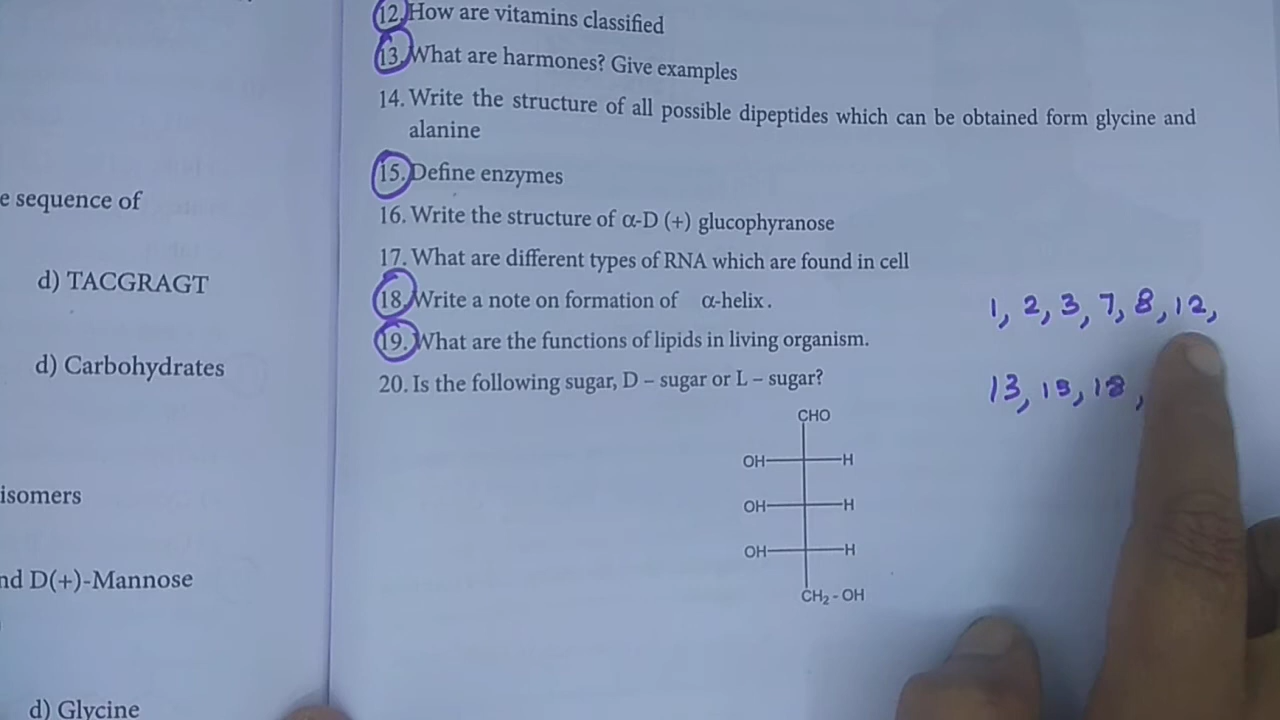 e sequence of
d) TACGRAGT
d) Carbohydrates
isomers
nd D(+)-Mannose
d) Glycine
12. How are vitamins classified
13. What are harmones? Give examples
14. Write the structure of all possible dipeptides which can be obtained form glycine and
alanine
15. Define enzymes
16. Write the structure of α-D (+) glucophyranose
17. What are different types of RNA which are found in cell
18. Write a note on formation of α-helix.
19. What are the functions of lipids in living organism.
20. Is the following sugar, D – sugar or L – sugar?
CHO
OH H
OH H
OH H
CH₂ - OH
1, 2, 3, 7, 8, 12,
13, 15, 18,